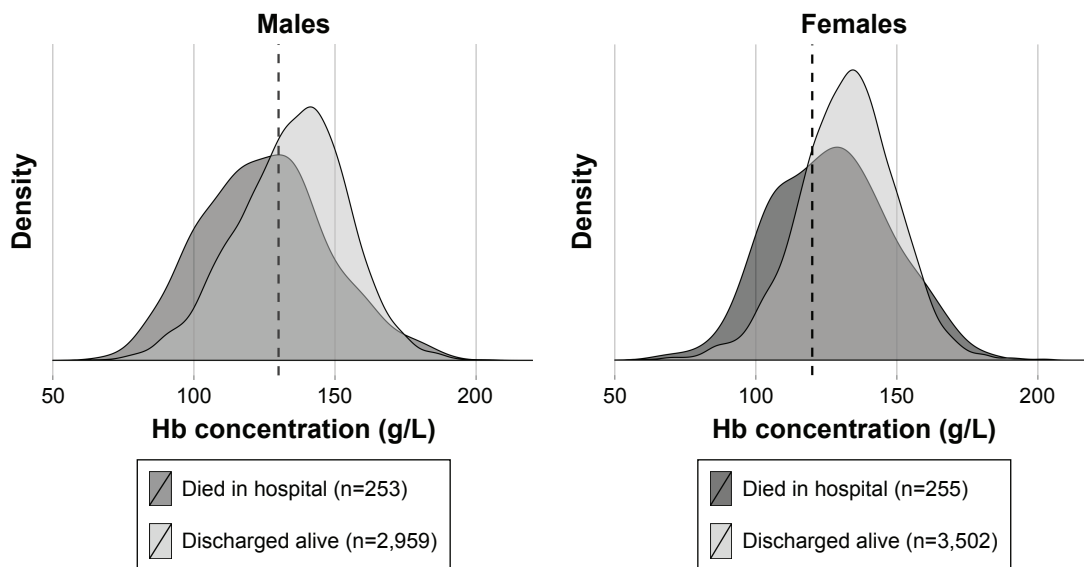 Males
Density
50 100 150 200
Hb concentration (g/L)
Died in hospital (n=253)
Discharged alive (n=2,959)
Females
Density
50 100 150 200
Hb concentration (g/L)
Died in hospital (n=255)
Discharged alive (n=3,502)